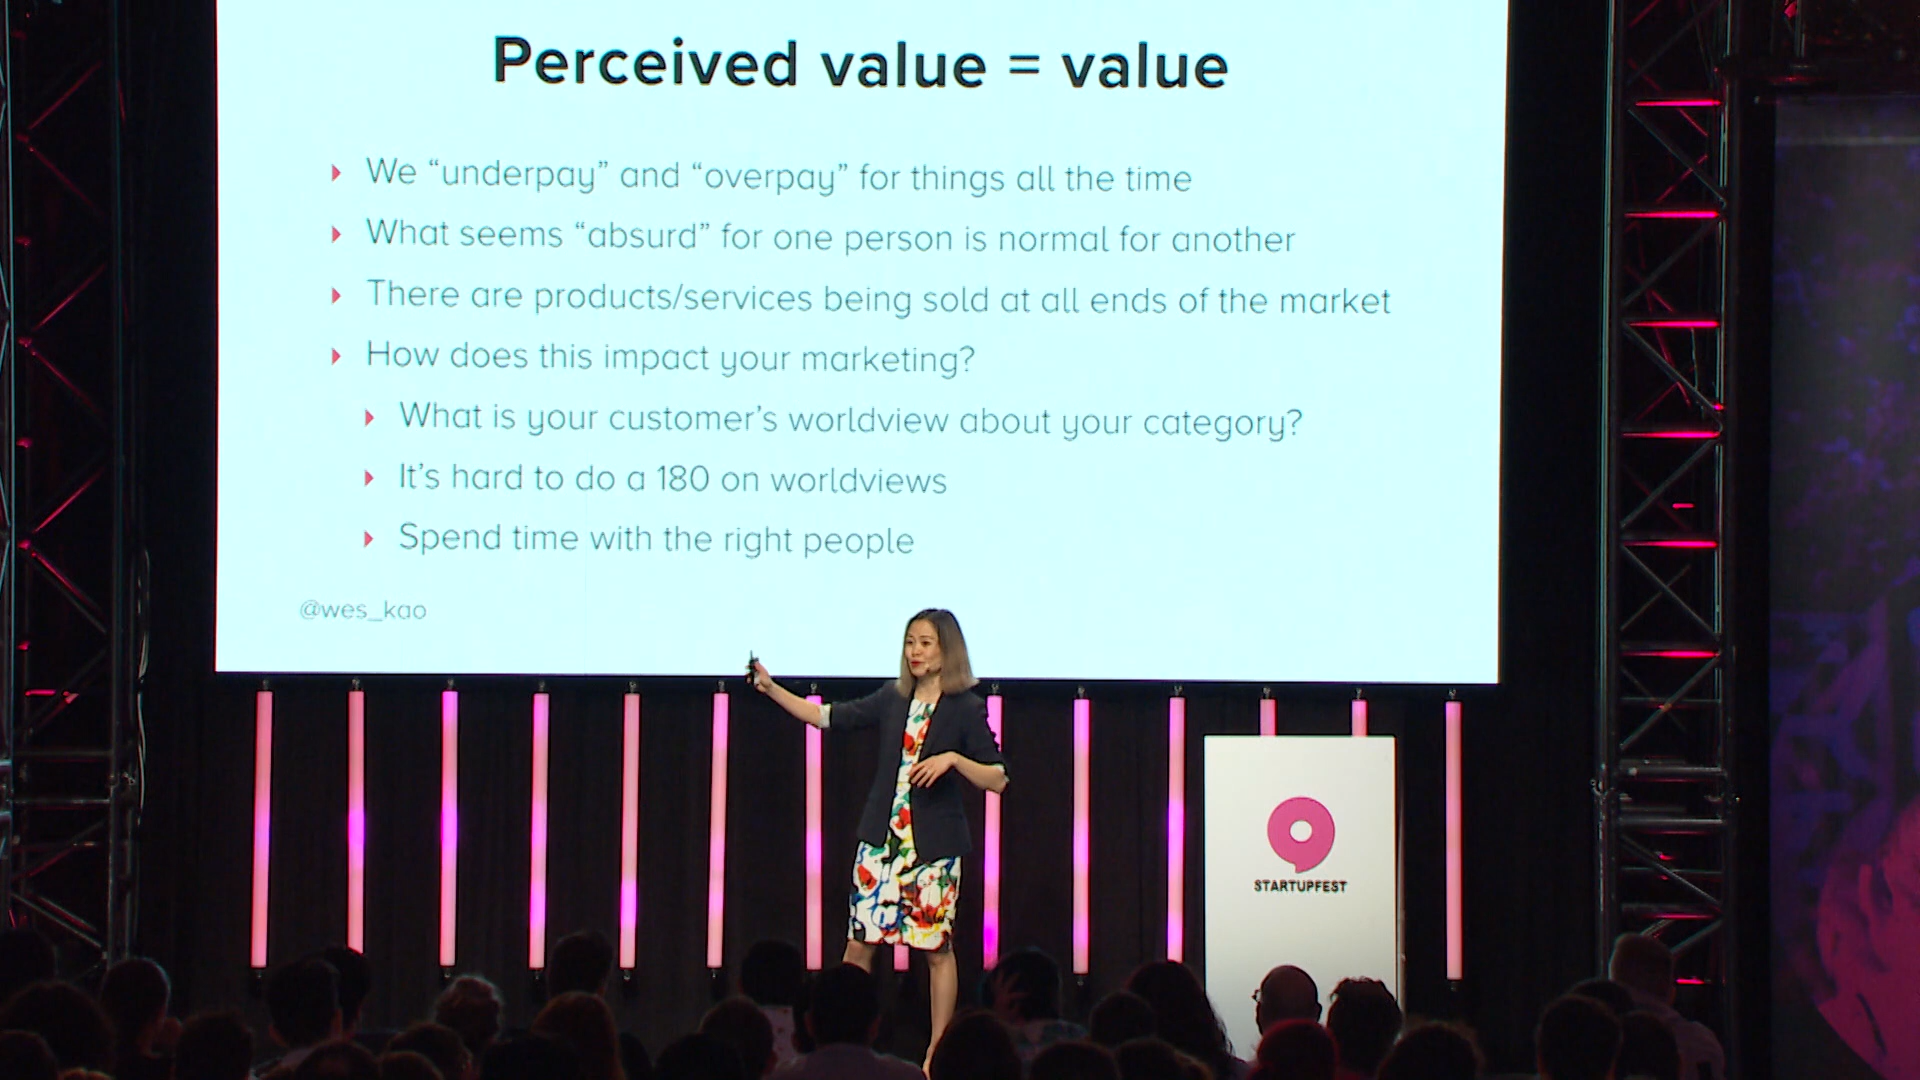 Perceived value = value
We “underpay” and “overpay” for things all the time
What seems “absurd” for one person is normal for another
There are products/services being sold at all ends of the market
How does this impact your marketing?
What is your customer’s worldview about your category?
It’s hard to do a 180 on worldviews
Spend time with the right people
@wes_kao
STARTUPFEST